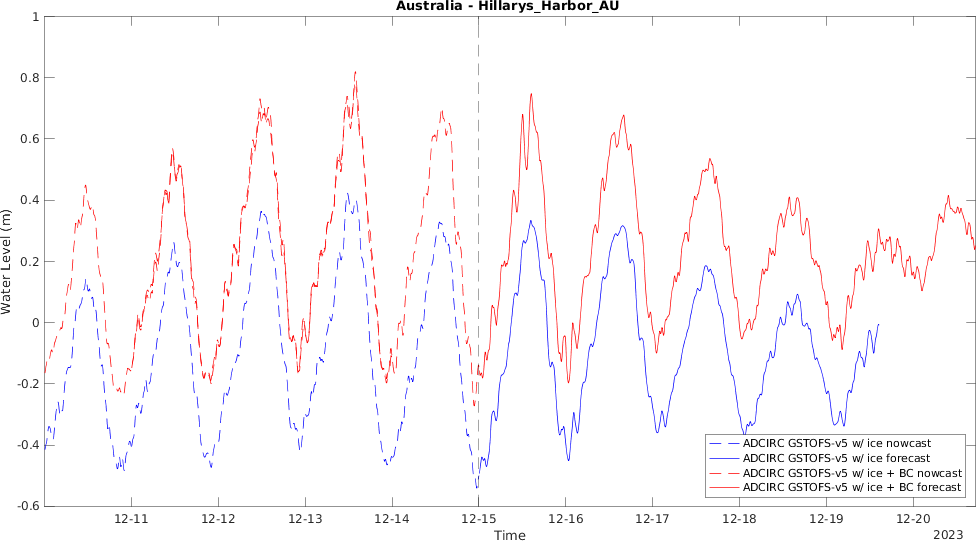 Australia - Hillarys_Harbor_AU
1
0.8
0.6
0.4
0.2
0
-0.2
-0.4
-0.6
Water Level (m)
ADCIRC GSTOFS-v5 w/ ice nowcast
ADCIRC GSTOFS-v5 w/ ice forecast
ADCIRC GSTOFS-v5 w/ ice + BC nowcast
ADCIRC GSTOFS-v5 w/ ice + BC forecast
12-11 12-12 12-13 12-14 12-15 12-16 12-17 12-18 12-19 12-20
Time
2023